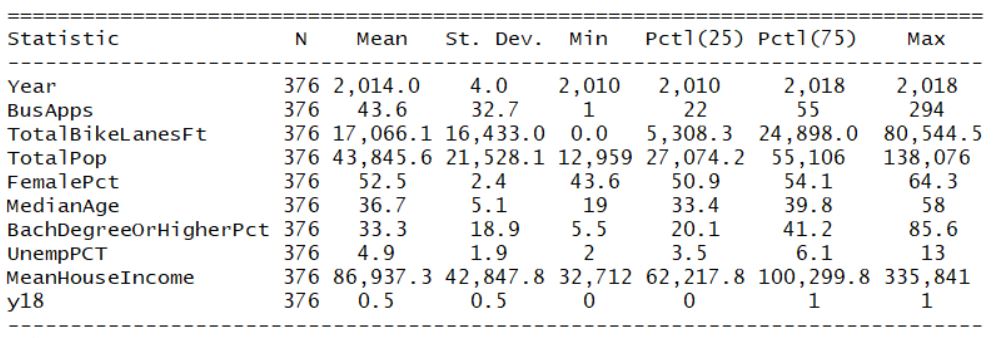 ================================================================================
Statistic N Mean St. Dev. Min Pctl(25) Pctl(75) Max
--------------------------------------------------------------------------------
Year 376 2,014.0 4.0 2,010 2,010 2,018 2,018
BusApps 376 43.6 32.7 1 22 55 294
TotalBikeLanesFt 376 17,066.1 16,433.0 0.0 5,308.3 24,898.0 80,544.5
TotalPop 376 43,845.6 21,528.1 12,959 27,074.2 55,106 138,076
FemalePct 376 52.5 2.4 43.6 50.9 54.1 64.3
MedianAge 376 36.7 5.1 19 33.4 39.8 58
BachDegreeOrHigherPct 376 33.3 18.9 5.5 20.1 41.2 85.6
UnempPCT 376 4.9 1.9 2 3.5 6.1 13
MeanHouseIncome 376 86,937.3 42,847.8 32,712 62,217.8 100,299.8 335,841
y18 376 0.5 0.5 0 0 1 1
--------------------------------------------------------------------------------